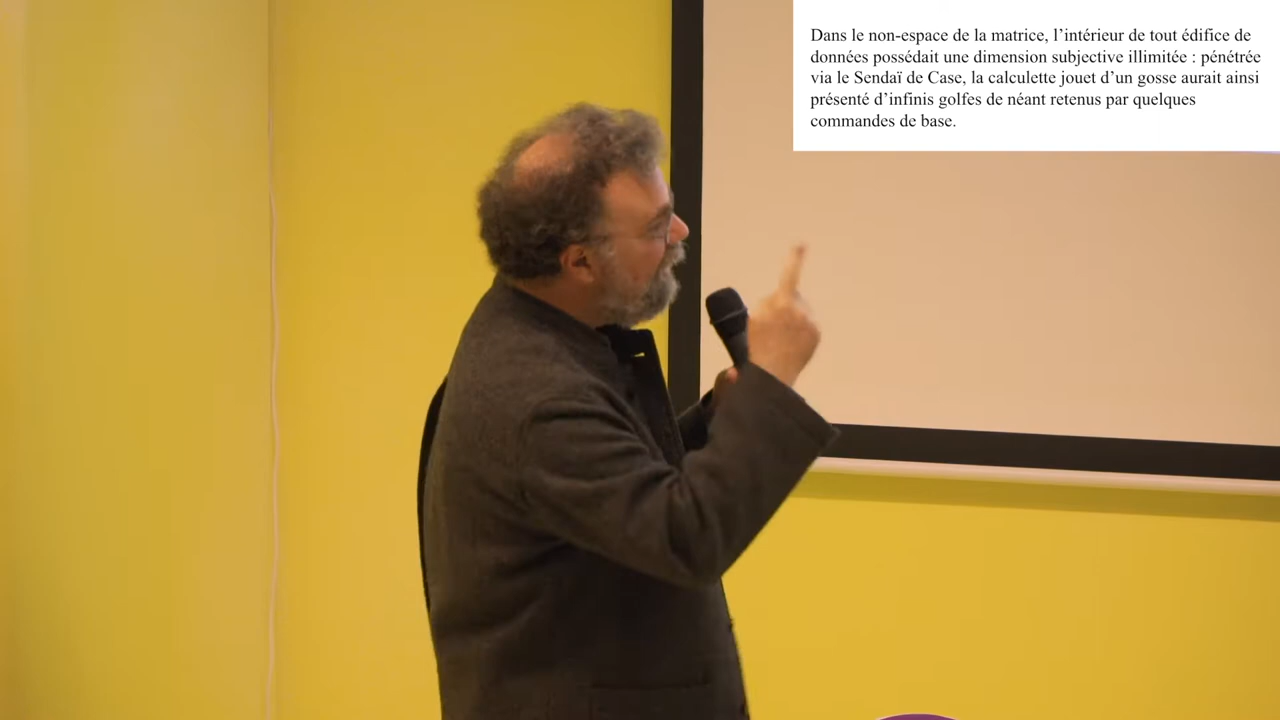 Dans le non-espace de la matrice, l’intérieur de tout édifice de
données possédait une dimension subjective illimitée : pénétrée
via le Sendaï de Case, la calculette jouet d’un gosse aurait ainsi
présenté d’infinis golfes de néant retenus par quelques
commandes de base.